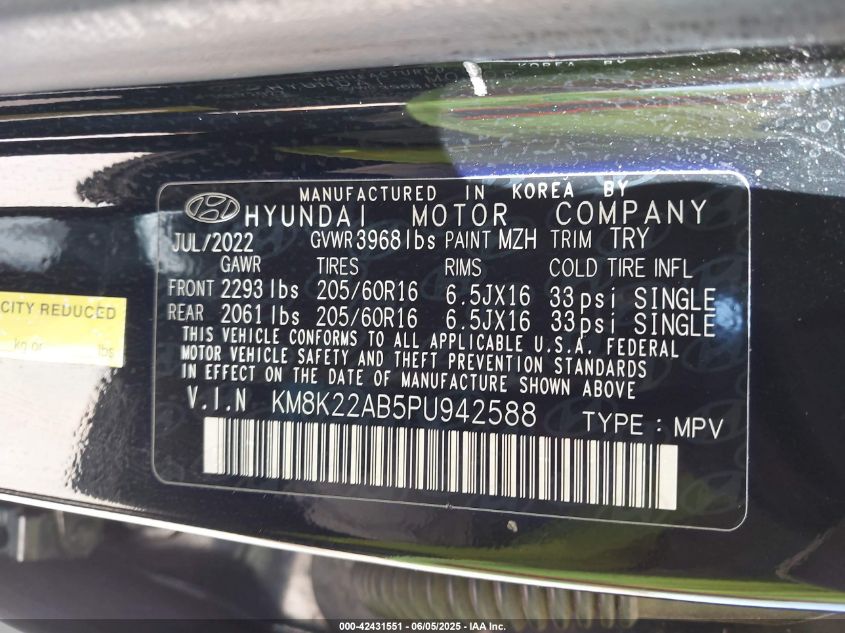 MANUFACTURED IN KOREA BY
HYUNDAI MOTOR COMPANY
JUL/2022 GVWR 3968 lbs PAINT MZH TRIM TRY
GAWR TIRES RIMS COLD TIRE INFL
FRONT 2293 lbs 205/60R16 6.5JX16 33psi SINGLE
REAR 2061 lbs 205/60R16 6.5JX16 33psi SINGLE
THIS VEHICLE CONFORMS TO ALL APPLICABLE U.S.A. FEDERAL
MOTOR VEHICLE SAFETY AND THEFT PREVENTION STANDARDS
IN EFFECT ON THE DATE OF MANUFACTURE SHOWN ABOVE
V.I.N KM8K22AB5PU942588 TYPE : MPV
CITY REDUCED
kg or lbs
000-42431551 | 06/05/2025 - IAA Inc.